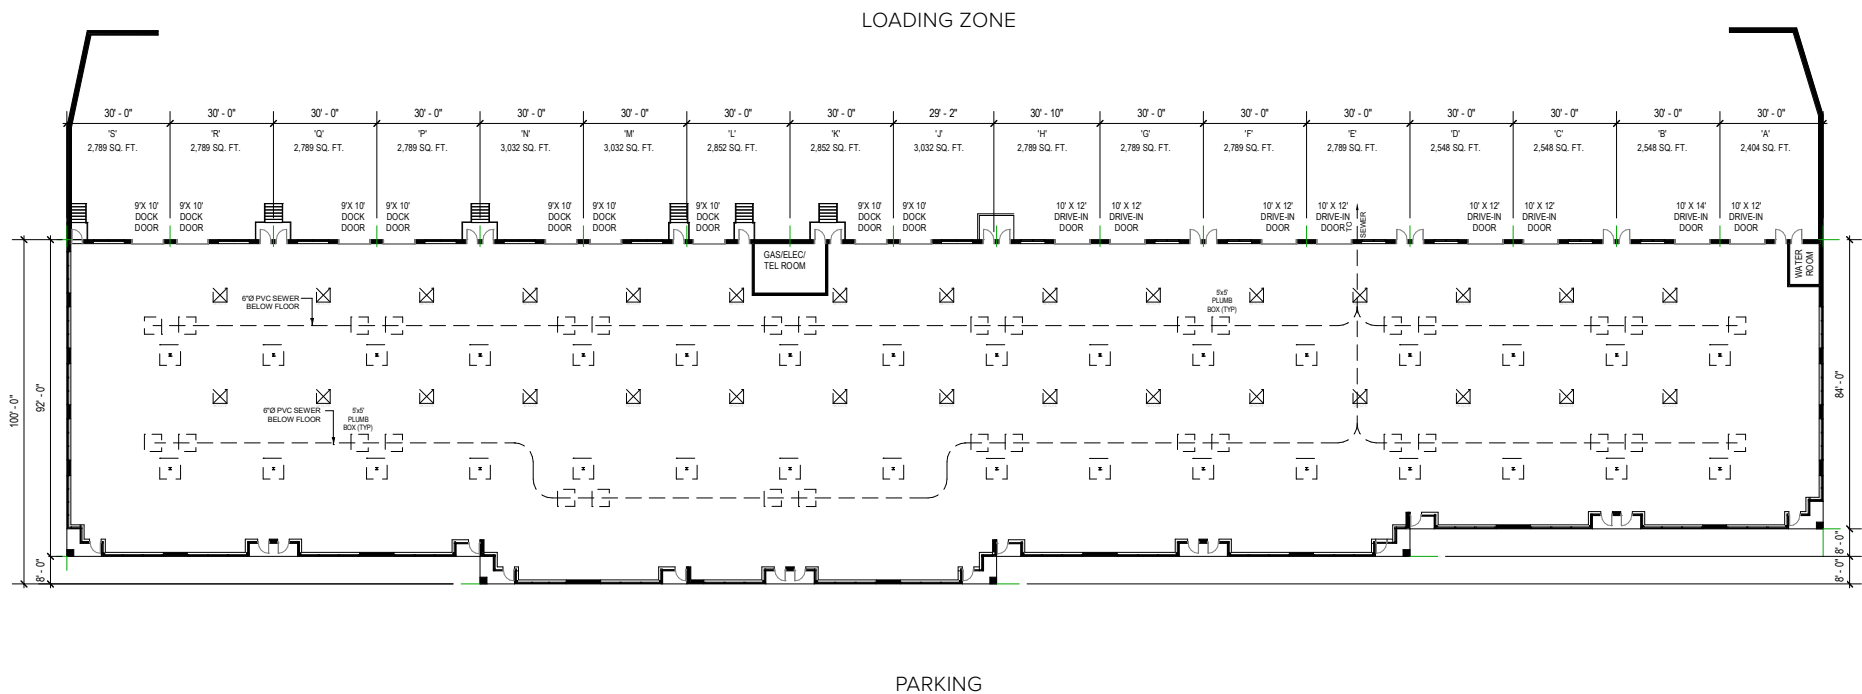 LOADING ZONE
30' - 0" 30' - 0" 30' - 0" 30' - 0" 30' - 0" 30' - 0" 30' - 0" 30' - 0" 29' - 2" 30' - 10" 30' - 0" 30' - 0" 30' - 0" 30' - 0" 30' - 0" 30' - 0" 30' - 0"
'S' 'R' 'Q' 'P' 'N' 'M' 'L' 'K' 'J' 'H' 'G' 'F' 'E' 'D' 'C' 'B' 'A'
2,789 SQ. FT. 2,789 SQ. FT. 2,789 SQ. FT. 2,789 SQ. FT. 3,032 SQ. FT. 3,032 SQ. FT. 2,852 SQ. FT. 2,852 SQ. FT. 3,032 SQ. FT. 2,789 SQ. FT. 2,789 SQ. FT. 2,789 SQ. FT. 2,789 SQ. FT. 2,548 SQ. FT. 2,548 SQ. FT. 2,548 SQ. FT. 2,404 SQ. FT.
9'X 10' 9'X 10' 9'X 10' 9'X 10' 9'X 10' 9'X 10' 9'X 10' 9'X 10' 9'X 10' 10' X 12' 10' X 12' 10' X 12' 10' X 12' 10' X 12' 10' X 12' 10' X 14' 10' X 12'
DOCK DOCK DOCK DOCK DOCK DOCK DOCK DOCK DOCK DRIVE-IN DRIVE-IN DRIVE-IN DRIVE-IN DRIVE-IN DRIVE-IN DRIVE-IN DRIVE-IN
DOOR DOOR DOOR DOOR DOOR DOOR DOOR DOOR DOOR DOOR DOOR DOOR DOOR DOOR DOOR DOOR DOOR
TO
SEWER
GAS/ELEC/
TEL ROOM
WATER
ROOM
6"Ø PVC SEWER
BELOW FLOOR
5'x5'
PLUMB
BOX (TYP)
100' - 0"
92' - 0"
84' - 0"
6"Ø PVC SEWER
BELOW FLOOR
5'x5'
PLUMB
BOX (TYP)
8' - 0"
8' - 0"
8' - 0"
PARKING